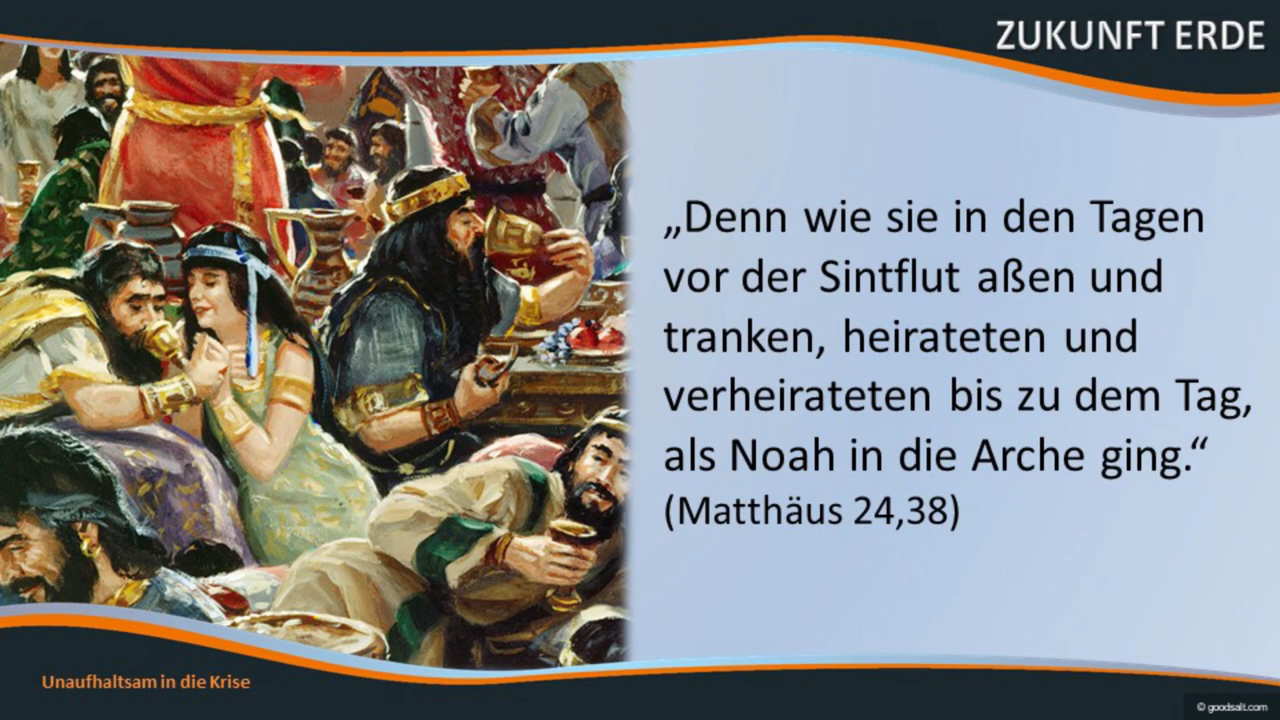 ZUKUNFT ERDE
„Denn wie sie in den Tagen
vor der Sintflut aßen und
tranken, heirateten und
verheirateten bis zu dem Tag,
als Noah in die Arche ging.“
(Matthäus 24,38)
Unaufhaltsam in die Krise
© goodsalt.com